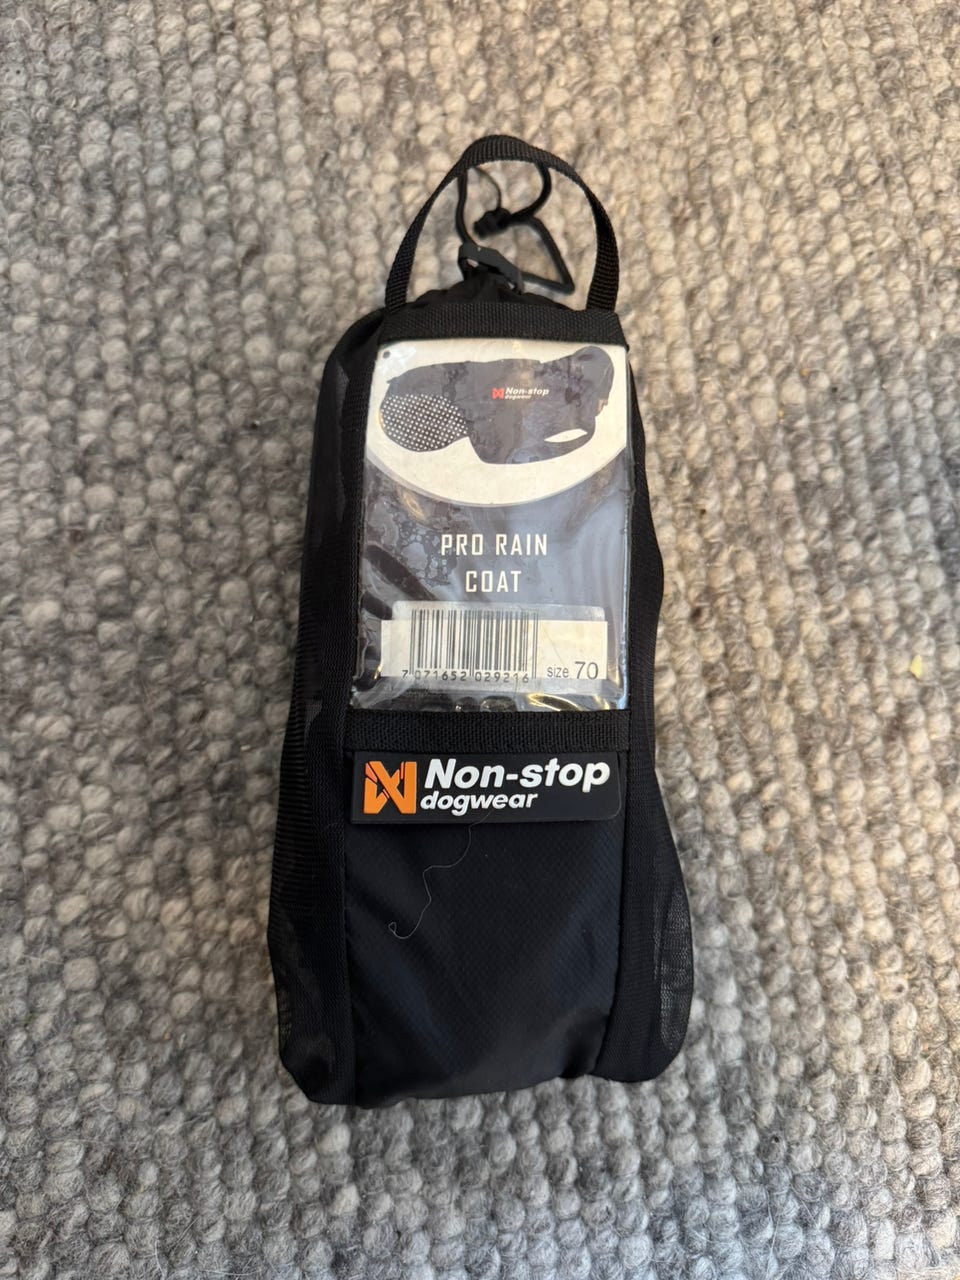 Non-stop
dogwear
PRO RAIN
COAT
7 071652 029216
size 70
Non-stop
dogwear